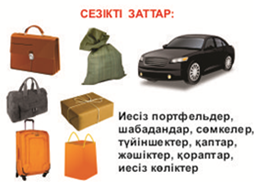 СЕЗІКТІ ЗАТТАР:
Иесіз портфельдер,
шабадандар, сөмкелер,
түйіншектер, қаптар,
жәшіктер, қораптар,
иесіз көліктер